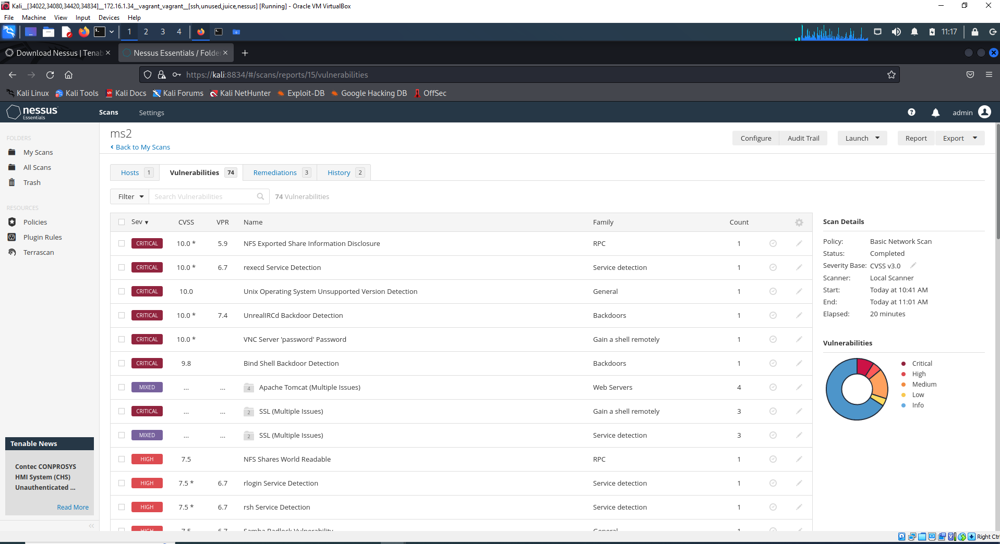 Kali__[34022,34080,34420,34834]__172.16.1.34__vagrant_vagrant__[ssh,unused,juice,nessus] [Running] - Oracle VM VirtualBox
File Machine View Input Devices Help
1 2 3 4 11:17
Download Nessus | Tenab Nessus Essentials / Folde
https://kali:8834/#/scans/reports/15/vulnerabilities
Kali Linux Kali Tools Kali Docs Kali Forums Kali NetHunter Exploit-DB Google Hacking DB OffSec
nessus Essentials Scans Settings admin
FOLDERS
My Scans
All Scans
Trash
RESOURCES
Policies
Plugin Rules
Terrascan
Tenable News
Contec CONPROSYS
HMI System (CHS)
Unauthenticated ...
Read More
ms2
Back to My Scans
Configure Audit Trail Launch Report Export
Hosts 1 Vulnerabilities 74 Remediations 3 History 2
Filter Search Vulnerabilities 74 Vulnerabilities
Sev CVSS VPR Name Family Count
CRITICAL 10.0 * 5.9 NFS Exported Share Information Disclosure RPC 1
CRITICAL 10.0 * 6.7 rexecd Service Detection Service detection 1
CRITICAL 10.0 Unix Operating System Unsupported Version Detection General 1
CRITICAL 10.0 * 7.4 UnrealIRCd Backdoor Detection Backdoors 1
CRITICAL 10.0 * VNC Server 'password' Password Gain a shell remotely 1
CRITICAL 9.8 Bind Shell Backdoor Detection Backdoors 1
MIXED ... ... 4 Apache Tomcat (Multiple Issues) Web Servers 4
CRITICAL ... ... 2 SSL (Multiple Issues) Gain a shell remotely 3
MIXED ... ... 2 SSL (Multiple Issues) Service detection 3
HIGH 7.5 NFS Shares World Readable RPC 1
HIGH 7.5 * 6.7 rlogin Service Detection Service detection 1
HIGH 7.5 * 6.7 rsh Service Detection Service detection 1
HIGH 7.5 6.7 Samba Badlock Vulnerability General 1
Scan Details
Policy: Basic Network Scan
Status: Completed
Severity Base: CVSS v3.0
Scanner: Local Scanner
Start: Today at 10:41 AM
End: Today at 11:01 AM
Elapsed: 20 minutes
Vulnerabilities
Critical
High
Medium
Low
Info
Right Ctrl